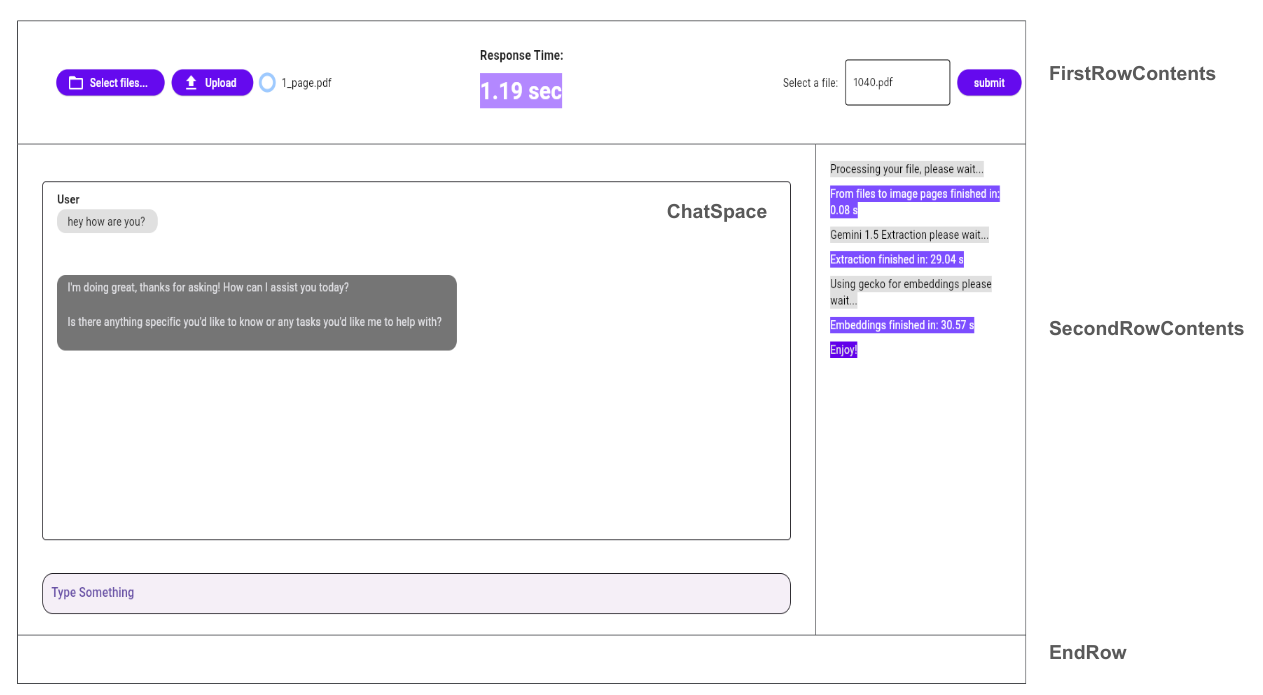 Response Time:
Select files...
Upload
1_page.pdf
1.19 sec
Select a file:
1040.pdf
submit
FirstRowContents
User
hey how are you?
ChatSpace
I'm doing great, thanks for asking! How can I assist you today?
Is there anything specific you'd like to know or any tasks you'd like me to help with?
Type Something
Processing your file, please wait...
From files to image pages finished in:
0.08 s
Gemini 1.5 Extraction please wait...
Extraction finished in: 29.04 s
Using gecko for embeddings please
wait...
Embeddings finished in: 30.57 s
Enjoy!
SecondRowContents
EndRow